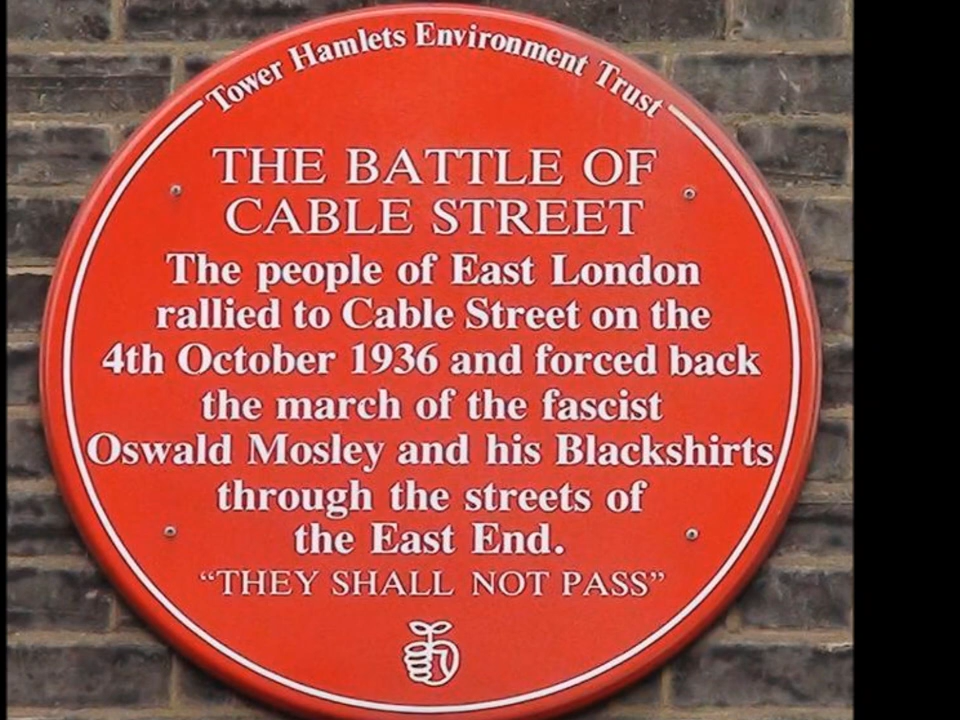 Tower Hamlets Environment Trust
THE BATTLE OF
CABLE STREET
The people of East London
rallied to Cable Street on the
4th October 1936 and forced back
the march of the fascist
Oswald Mosley and his Blackshirts
through the streets of
the East End.
“THEY SHALL NOT PASS”